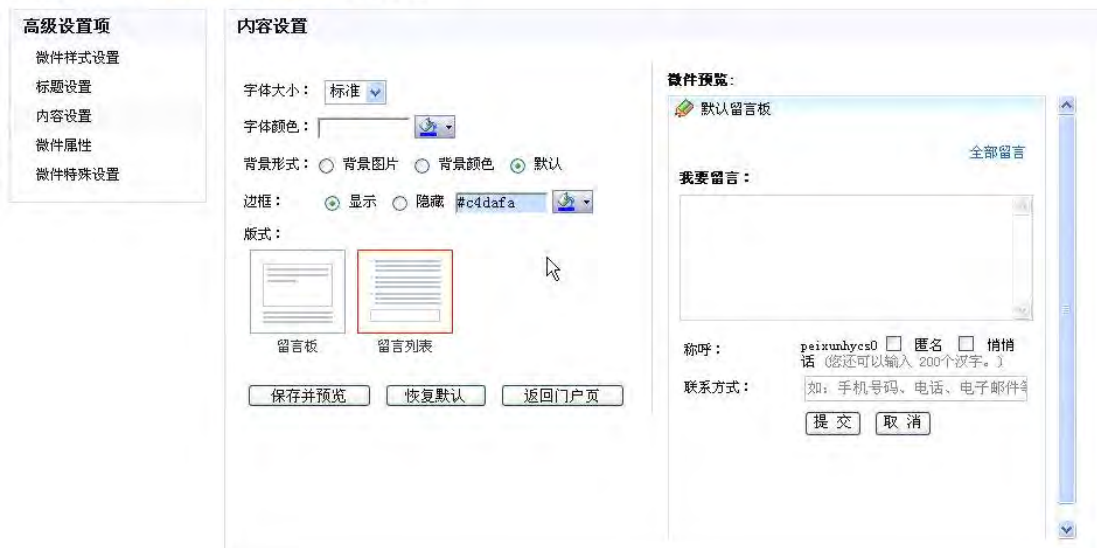 高级设置项
微件样式设置
标题设置
内容设置
微件属性
微件特殊设置
内容设置
字体大小： 标准
字体颜色：
背景形式： 背景图片 背景颜色 默认
边框： 显示 隐藏 #c4dafa
版式：
留言板 留言列表
保存并预览 恢复默认 返回门户页
微件预览:
默认留言板
全部留言
我要留言：
称呼： peixunhycs0 匿名 悄悄
话 (您还可以输入 200个汉字。)
联系方式： 如：手机号码、电话、电子邮件等
提 交 取 消